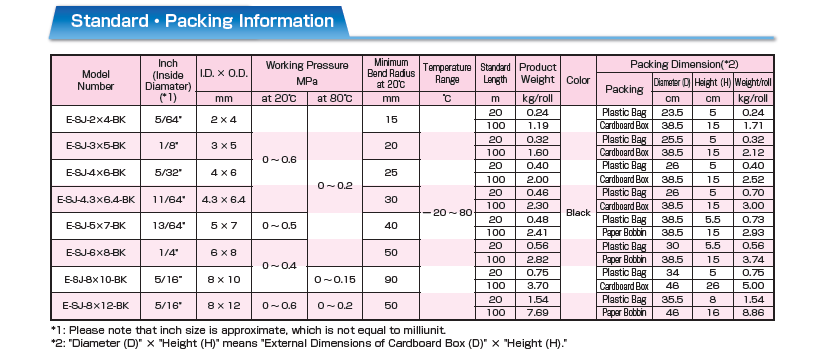 Standard・Packing Information
Model Number | Inch (Inside Diamater) (*1) | I.D. × O.D. | Working Pressure MPa | Minimum Bend Radius at 20℃ | Temperature Range | Standard Length | Product Weight | Color | Packing Dimension(*2)
Packing | Diameter (D) | Height (H) | Weight/roll
mm | at 20℃ | at 80℃ | mm | ℃ | m | kg/roll | cm | cm | kg/roll
E-SJ-2×4-BK | 5/64" | 2 × 4 | 0～0.6 | 0～0.2 | 15 | －20～80 | 20 | 0.24 | Black | Plastic Bag | 23.5 | 5 | 0.24
100 | 1.19 | Cardboard Box | 38.5 | 15 | 1.71
E-SJ-3×5-BK | 1/8" | 3 × 5 | 20 | 20 | 0.32 | Plastic Bag | 25.5 | 5 | 0.32
100 | 1.60 | Cardboard Box | 38.5 | 15 | 2.12
E-SJ-4×6-BK | 5/32" | 4 × 6 | 25 | 20 | 0.40 | Plastic Bag | 26 | 5 | 0.40
100 | 2.00 | Cardboard Box | 38.5 | 15 | 2.52
E-SJ-4.3×6.4-BK | 11/64" | 4.3 × 6.4 | 30 | 20 | 0.46 | Plastic Bag | 26 | 5 | 0.70
100 | 2.30 | Cardboard Box | 38.5 | 15 | 3.00
E-SJ-5×7-BK | 13/64" | 5 × 7 | 0～0.5 | 40 | 20 | 0.48 | Plastic Bag | 38.5 | 5.5 | 0.73
100 | 2.41 | Paper Bobbin | 38.5 | 15 | 2.93
E-SJ-6×8-BK | 1/4" | 6 × 8 | 0～0.4 | 50 | 20 | 0.56 | Plastic Bag | 30 | 5.5 | 0.56
100 | 2.82 | Paper Bobbin | 38.5 | 15 | 3.74
E-SJ-8×10-BK | 5/16" | 8 × 10 | 0～0.15 | 90 | 20 | 0.75 | Plastic Bag | 34 | 5 | 0.75
100 | 3.70 | Cardboard Box | 46 | 26 | 5.00
E-SJ-8×12-BK | 5/16" | 8 × 12 | 0～0.6 | 0～0.2 | 50 | 20 | 1.54 | Plastic Bag | 35.5 | 8 | 1.54
100 | 7.69 | Paper Bobbin | 46 | 16 | 8.86
*1: Please note that inch size is approximate, which is not equal to milliunit.
*2: "Diameter (D)" × "Height (H)" means "External Dimensions of Cardboard Box (D)" × "Height (H)."